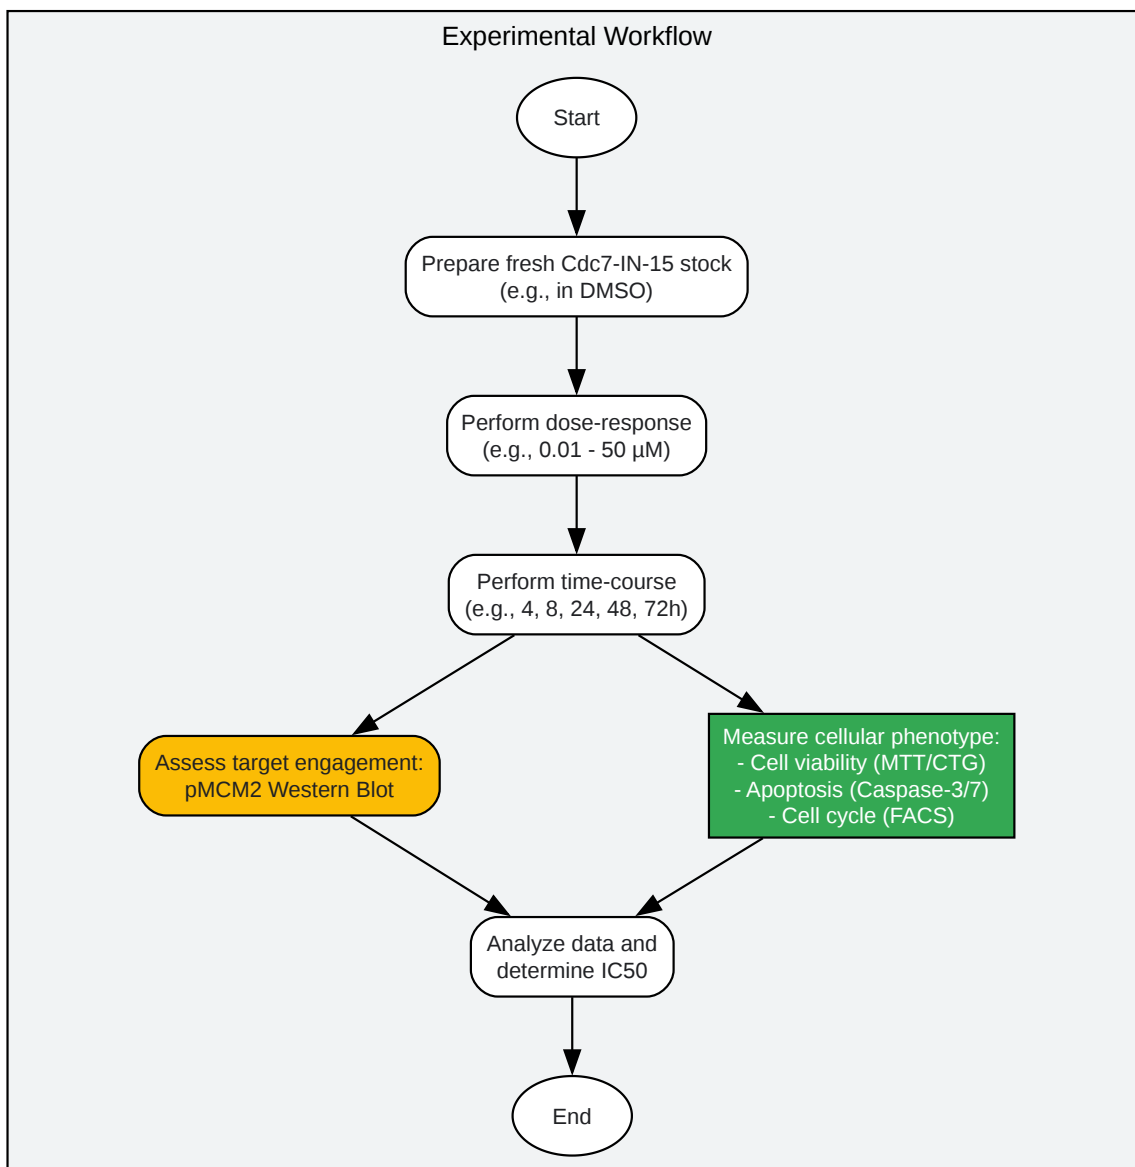 Experimental Workflow
Start
Prepare fresh Cdc7-IN-15 stock
(e.g., in DMSO)
Perform dose-response
(e.g., 0.01 - 50 µM)
Perform time-course
(e.g., 4, 8, 24, 48, 72h)
Assess target engagement:
pMCM2 Western Blot
Measure cellular phenotype:
- Cell viability (MTT/CTG)
- Apoptosis (Caspase-3/7)
- Cell cycle (FACS)
Analyze data and
determine IC50
End